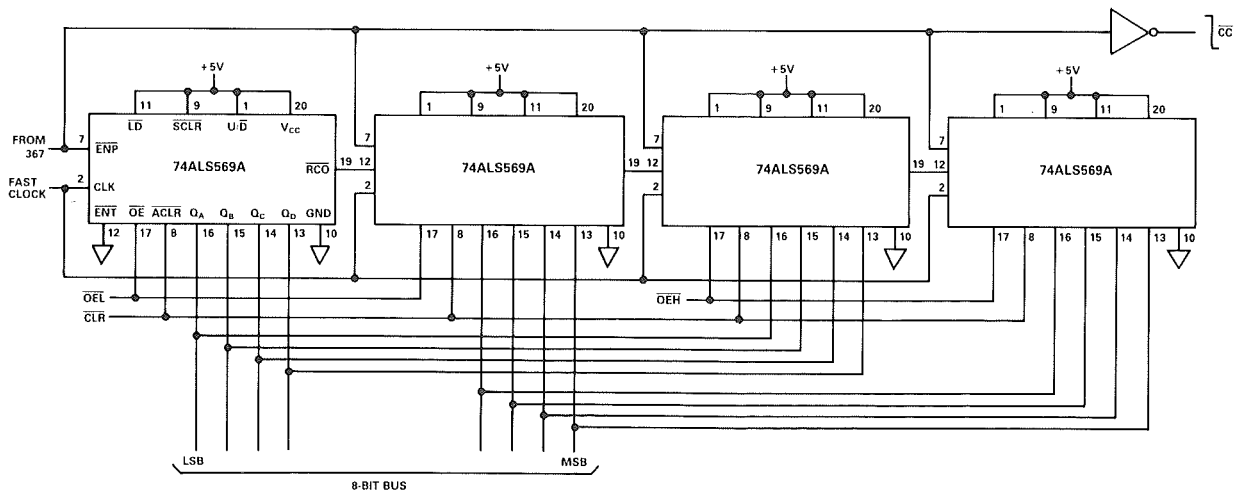 CC
+5V
+5V
+5V
+5V
11 9 1 20
1 9 11 20
1 9 11 20
1 9 11 20
LD SCLR U/D VCC
FROM 367
7 ENP
74ALS569A
RCO 19
7
12
74ALS569A
19
7
12
74ALS569A
19
7
12
74ALS569A
FAST CLOCK
2 CLK
2
2
2
ENT OE ACLR QA QB QC QD GND
12 17 8 16 15 14 13 10
17 8 16 15 14 13 10
17 8 16 15 14 13 10
17 8 16 15 14 13 10
OEL
OEH
CLR
LSB
MSB
8-BIT BUS